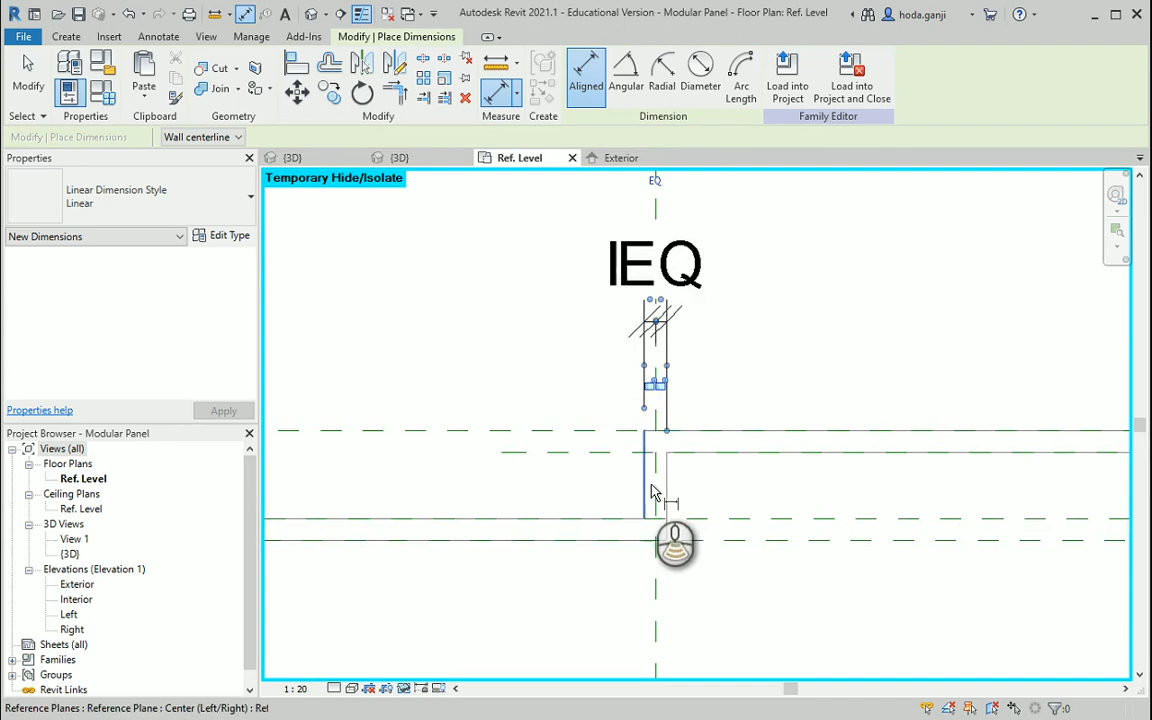 Autodesk Revit 2021.1 - Educational Version - Modular Panel - Floor Plan: Ref. Level
hoda.ganji
File Create Insert Annotate View Manage Add-Ins Modify | Place Dimensions
Modify Paste Cut Join Aligned Angular Radial Diameter Arc Length Load into Project Load into Project and Close
Select Properties Clipboard Geometry Modify Measure Create Dimension Family Editor
Modify | Place Dimensions Wall centerline
Properties
{3D} {3D} Ref. Level Exterior
Temporary Hide/Isolate
EQ
Linear Dimension Style
Linear
New Dimensions Edit Type
EQ
Properties help Apply
Project Browser - Modular Panel
Views (all)
Floor Plans
Ref. Level
Ceiling Plans
Ref. Level
3D Views
View 1
{3D}
Elevations (Elevation 1)
Exterior
Interior
Left
Right
Sheets (all)
Families
Groups
Revit Links
1 : 20
Reference Planes : Reference Plane : Center (Left/Right) : Ref
:0